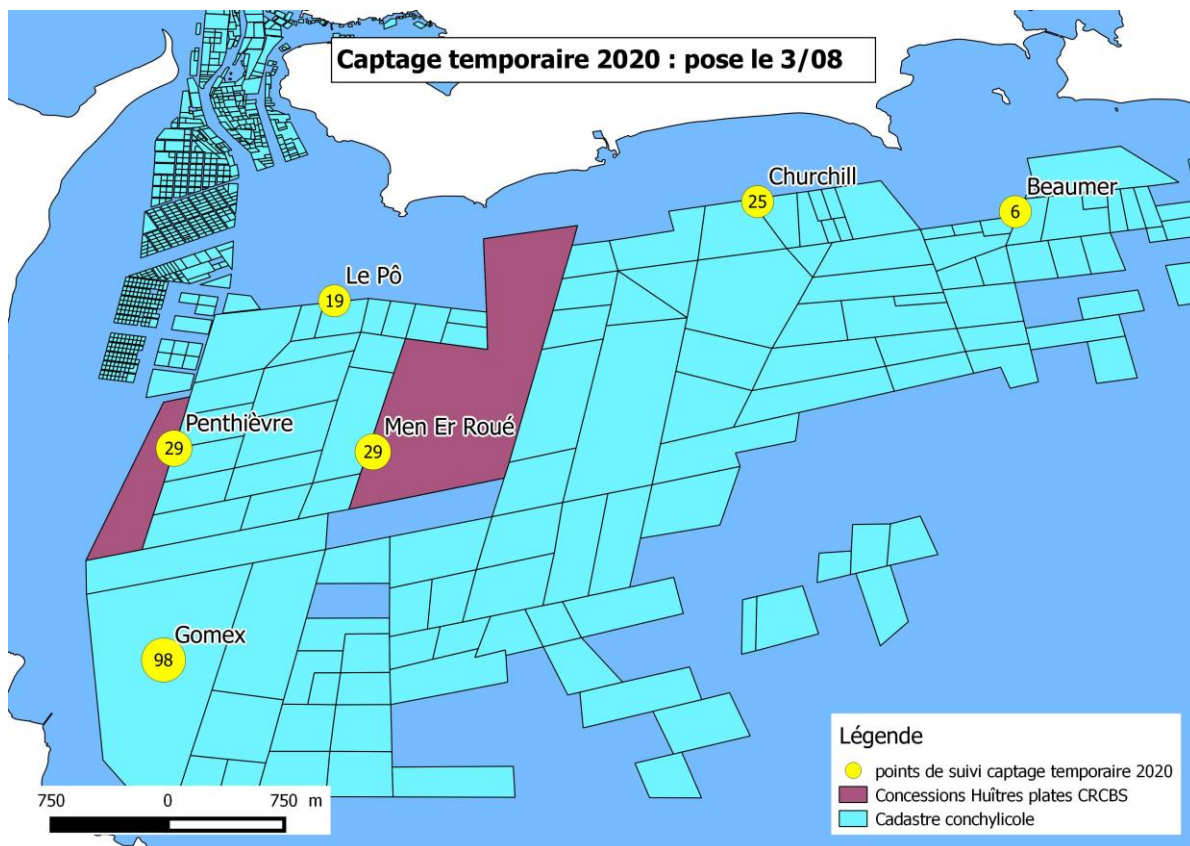 Captage temporaire 2020 : pose le 3/08
Churchill
25
Beaumer
6
Le Pô
19
Penthièvre
29
Men Er Roué
29
Gomex
98
Légende
points de suivi captage temporaire 2020
Concessions Huîtres plates CRCBS
Cadastre conchylicole
750 0 750 m